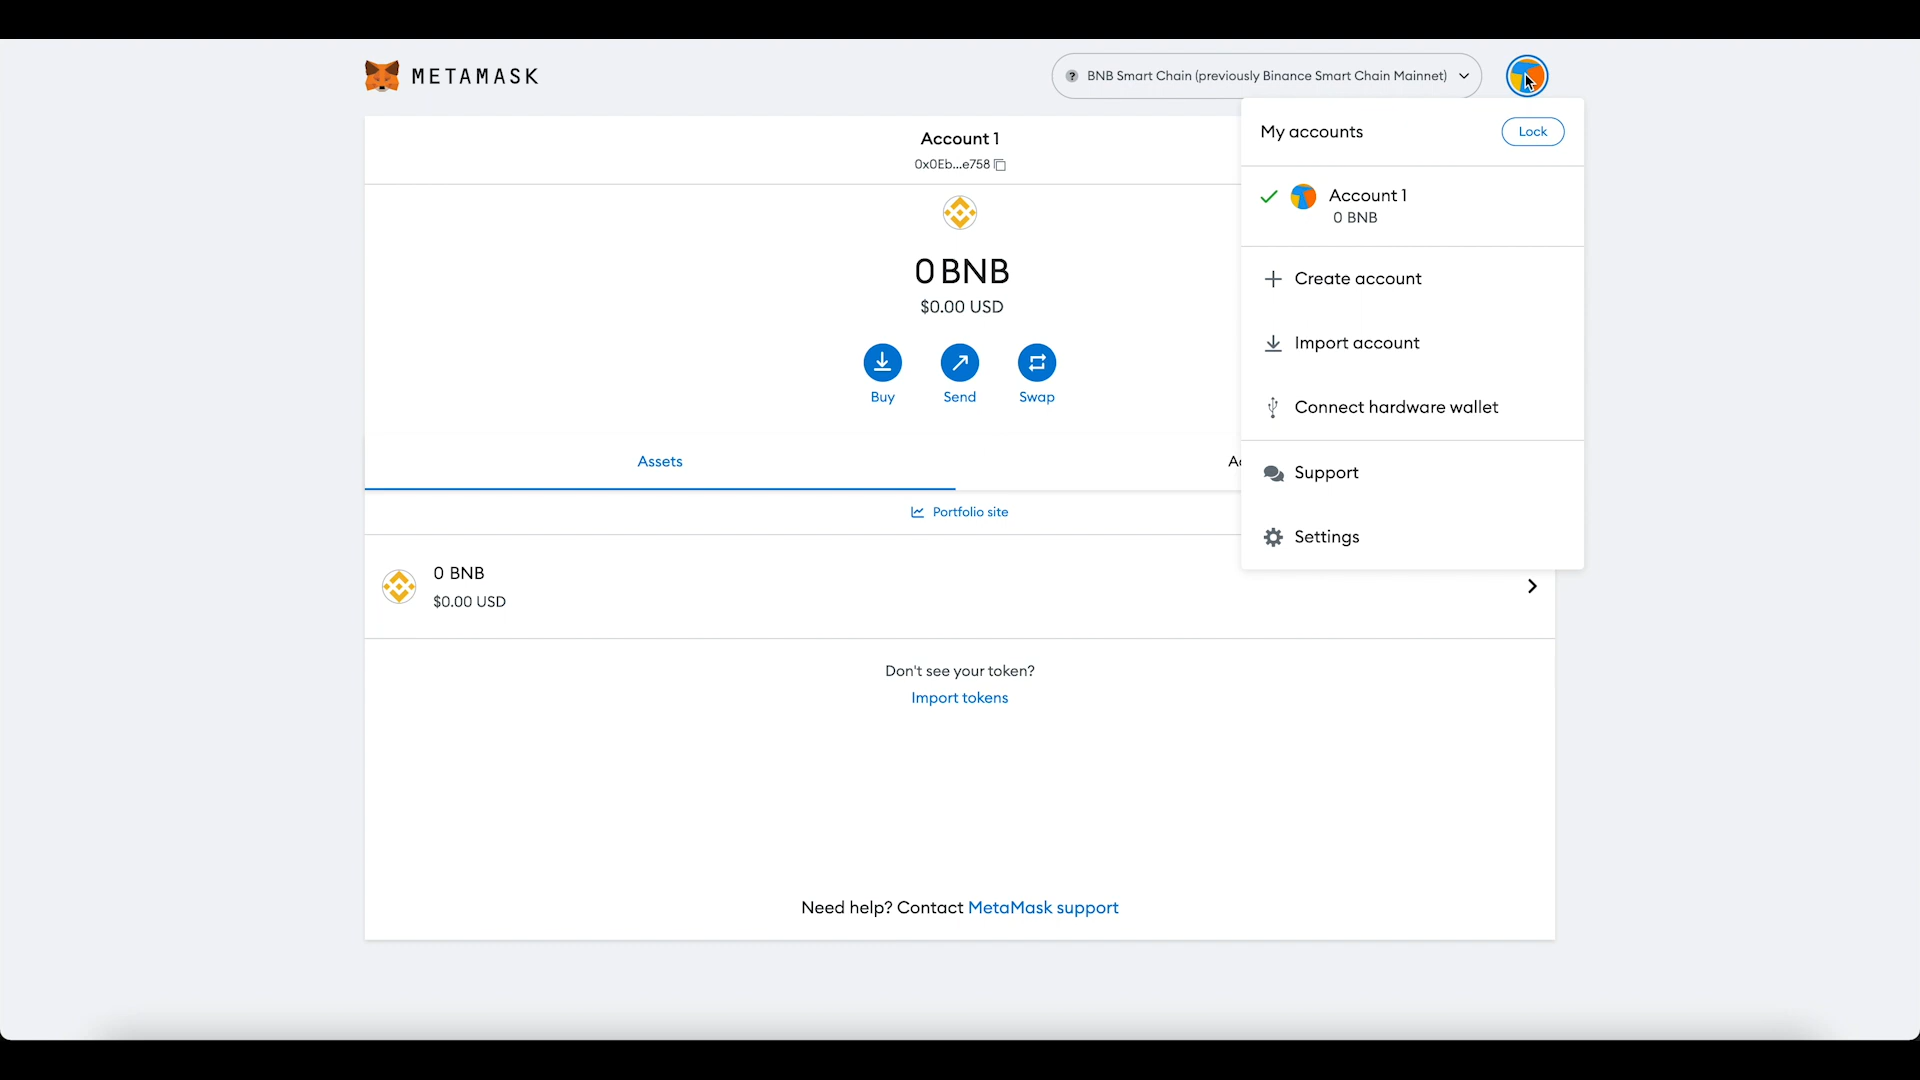 METAMASK
BNB Smart Chain (previously Binance Smart Chain Mainnet)
Account 1
0x0Eb...e758
0 BNB
$0.00 USD
Buy
Send
Swap
Assets
Portfolio site
0 BNB
$0.00 USD
Don't see your token?
Import tokens
Need help? Contact MetaMask support
My accounts
Lock
Account 1
0 BNB
Create account
Import account
Connect hardware wallet
Support
Settings